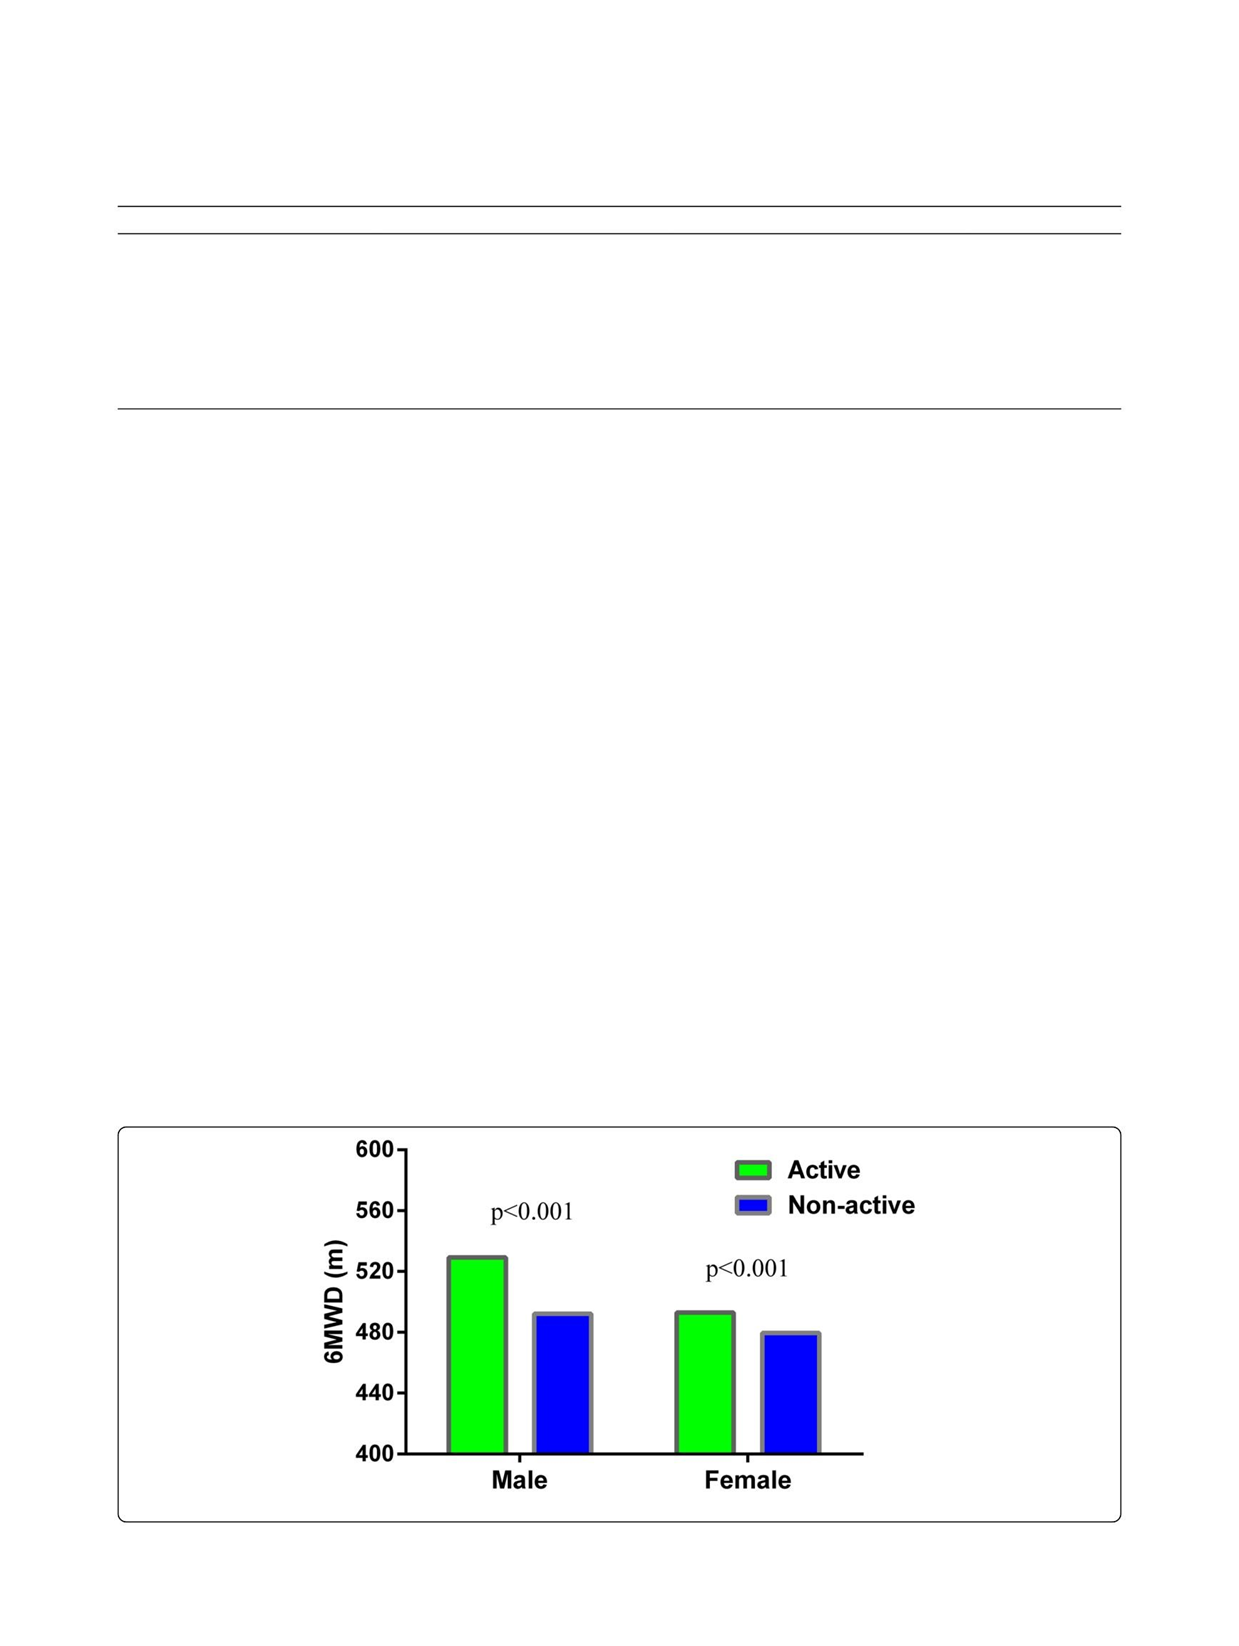 600
560
520
480
440
400
6MWD (m)
p<0.001
p<0.001
Active
Non-active
Male
Female